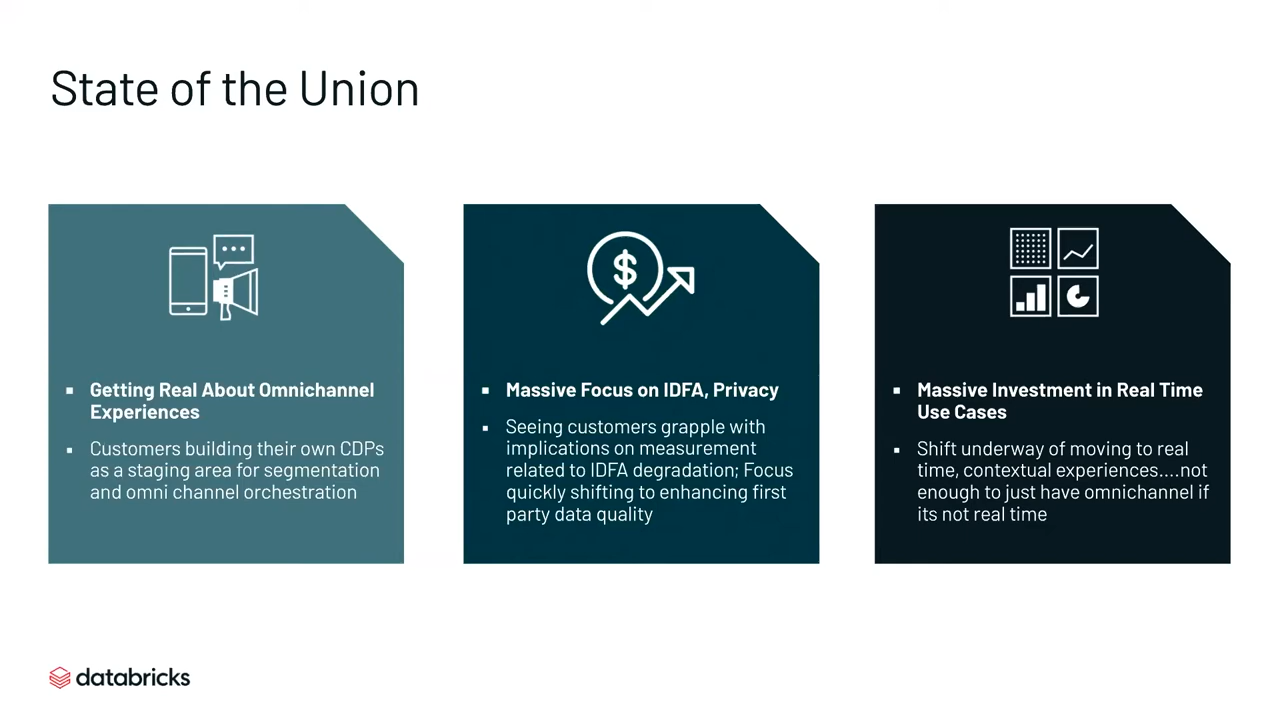 State of the Union
Getting Real About Omnichannel
Experiences
Customers building their own CDPs
as a staging area for segmentation
and omni channel orchestration
Massive Focus on IDFA, Privacy
Seeing customers grapple with
implications on measurement
related to IDFA degradation; Focus
quickly shifting to enhancing first
party data quality
Massive Investment in Real Time
Use Cases
Shift underway of moving to real
time, contextual experiences....not
enough to just have omnichannel if
its not real time
databricks